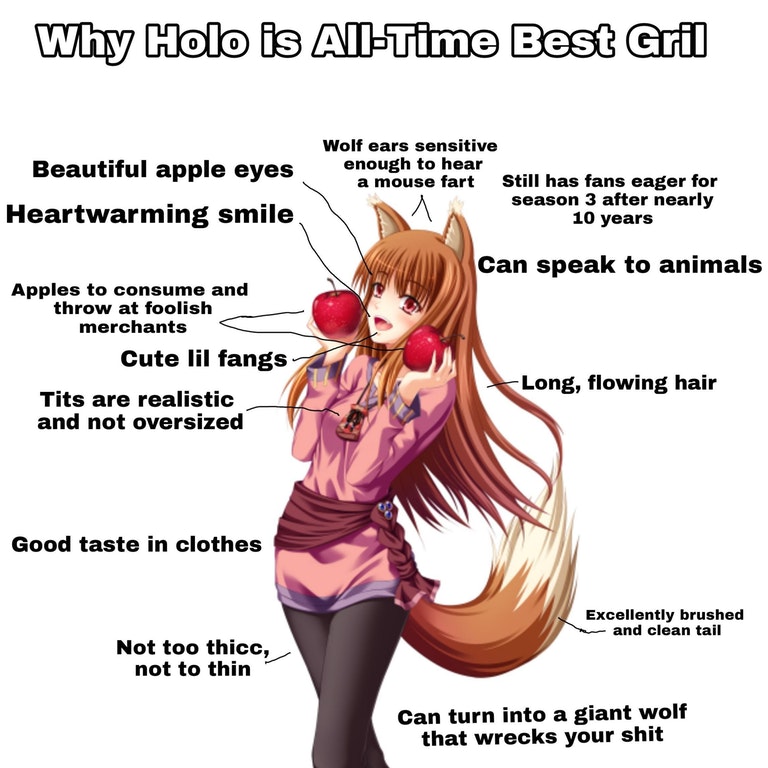 Why Holo is All-Time Best Gril
Wolf ears sensitive
enough to hear
a mouse fart
Beautiful apple eyes
Still has fans eager for
season 3 after nearly
10 years
Heartwarming smile
Can speak to animals
Apples to consume and
throw at foolish
merchants
Cute lil fangs
Long, flowing hair
Tits are realistic
and not oversized
Good taste in clothes
Excellently brushed
and clean tail
Not too thicc,
not to thin
Can turn into a giant wolf
that wrecks your shit